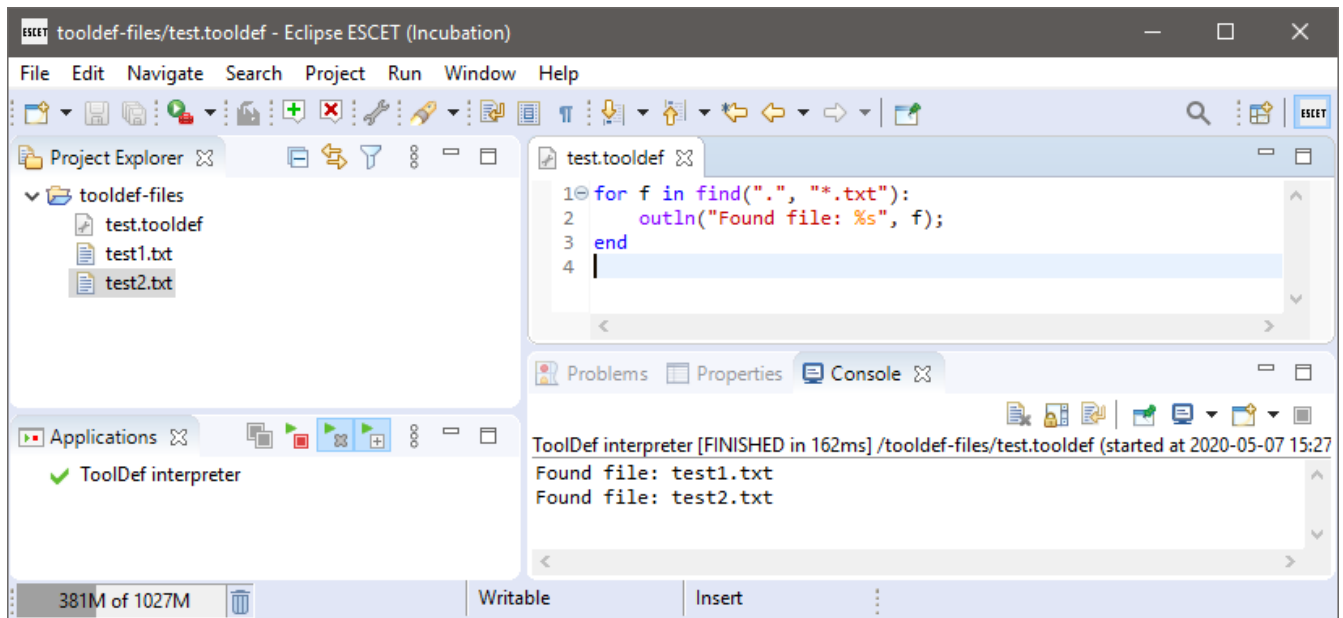 ESCET tooldef-files/test.tooldef - Eclipse ESCET (Incubation)
File Edit Navigate Search Project Run Window Help
ESCET
Project Explorer
tooldef-files
test.tooldef
test1.txt
test2.txt
test.tooldef
1 for f in find(".", "*.txt"):
2     outln("Found file: %s", f);
3 end
4
Problems Properties Console
ToolDef interpreter [FINISHED in 162ms] /tooldef-files/test.tooldef (started at 2020-05-07 15:27
Found file: test1.txt
Found file: test2.txt
Applications
ToolDef interpreter
381M of 1027M Writable Insert